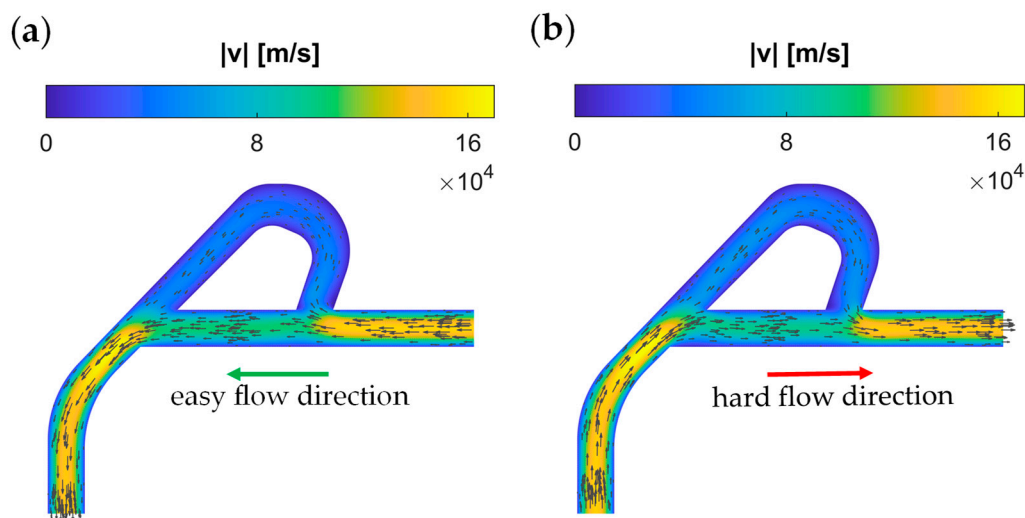 (a)
|v| [m/s]
0 8 16
×10⁴
easy flow direction
(b)
|v| [m/s]
0 8 16
×10⁴
hard flow direction